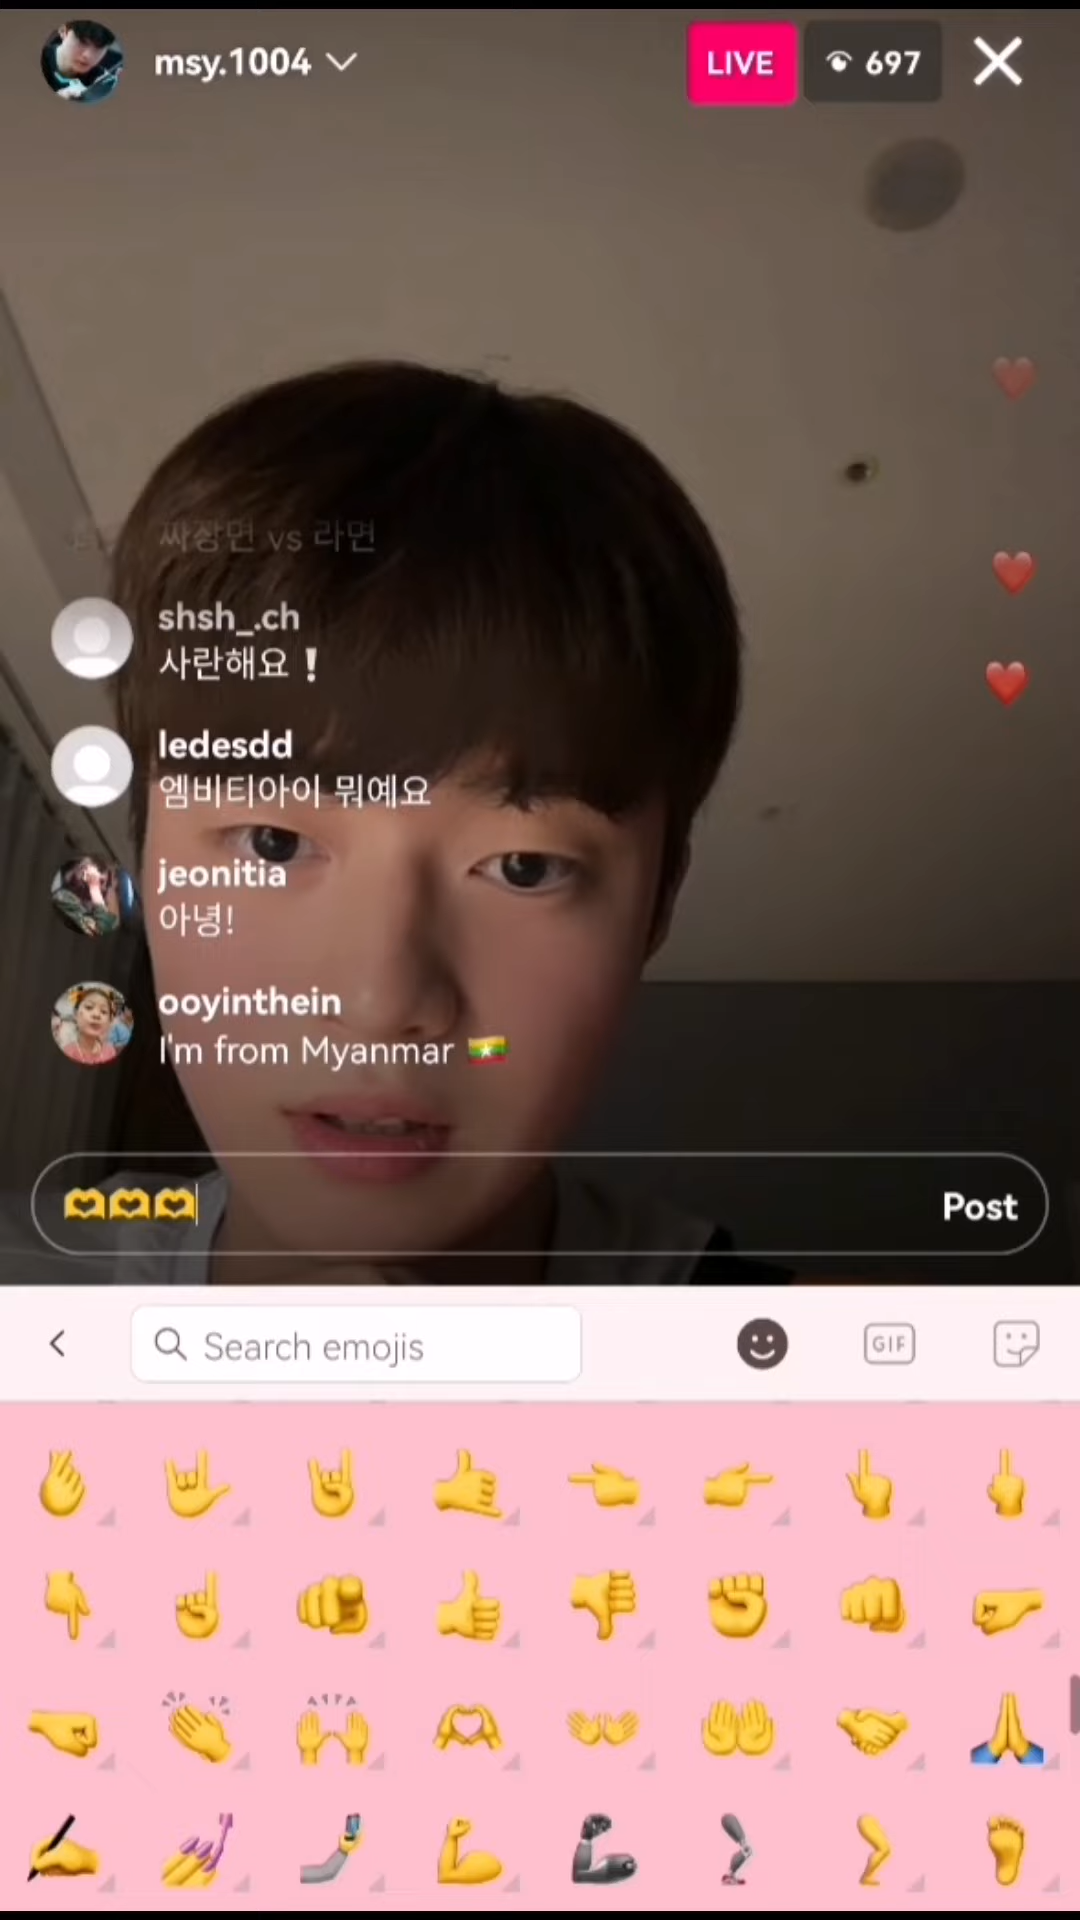 msy.1004
LIVE
697
짜장면 vs 라면
shsh_.ch
사란해요❗
ledesdd
엠비티아이 뭐예요
jeonitia
아녕!
ooyinthein
I'm from Myanmar 🇲🇲
🫶🫶🫶
Post
Search emojis
GIF